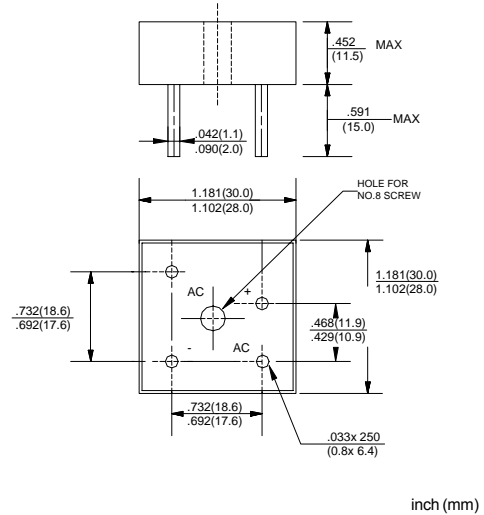 .452
(11.5)
MAX
.591
(15.0)
MAX
.042(1.1)
.090(2.0)
HOLE FOR
NO.8 SCREW
1.181(30.0)
1.102(28.0)
AC
+
1.181(30.0)
1.102(28.0)
.732(18.6)
.692(17.6)
.468(11.9)
.429(10.9)
-
AC
.732(18.6)
.692(17.6)
.033x 250
(0.8x 6.4)
inch (mm)